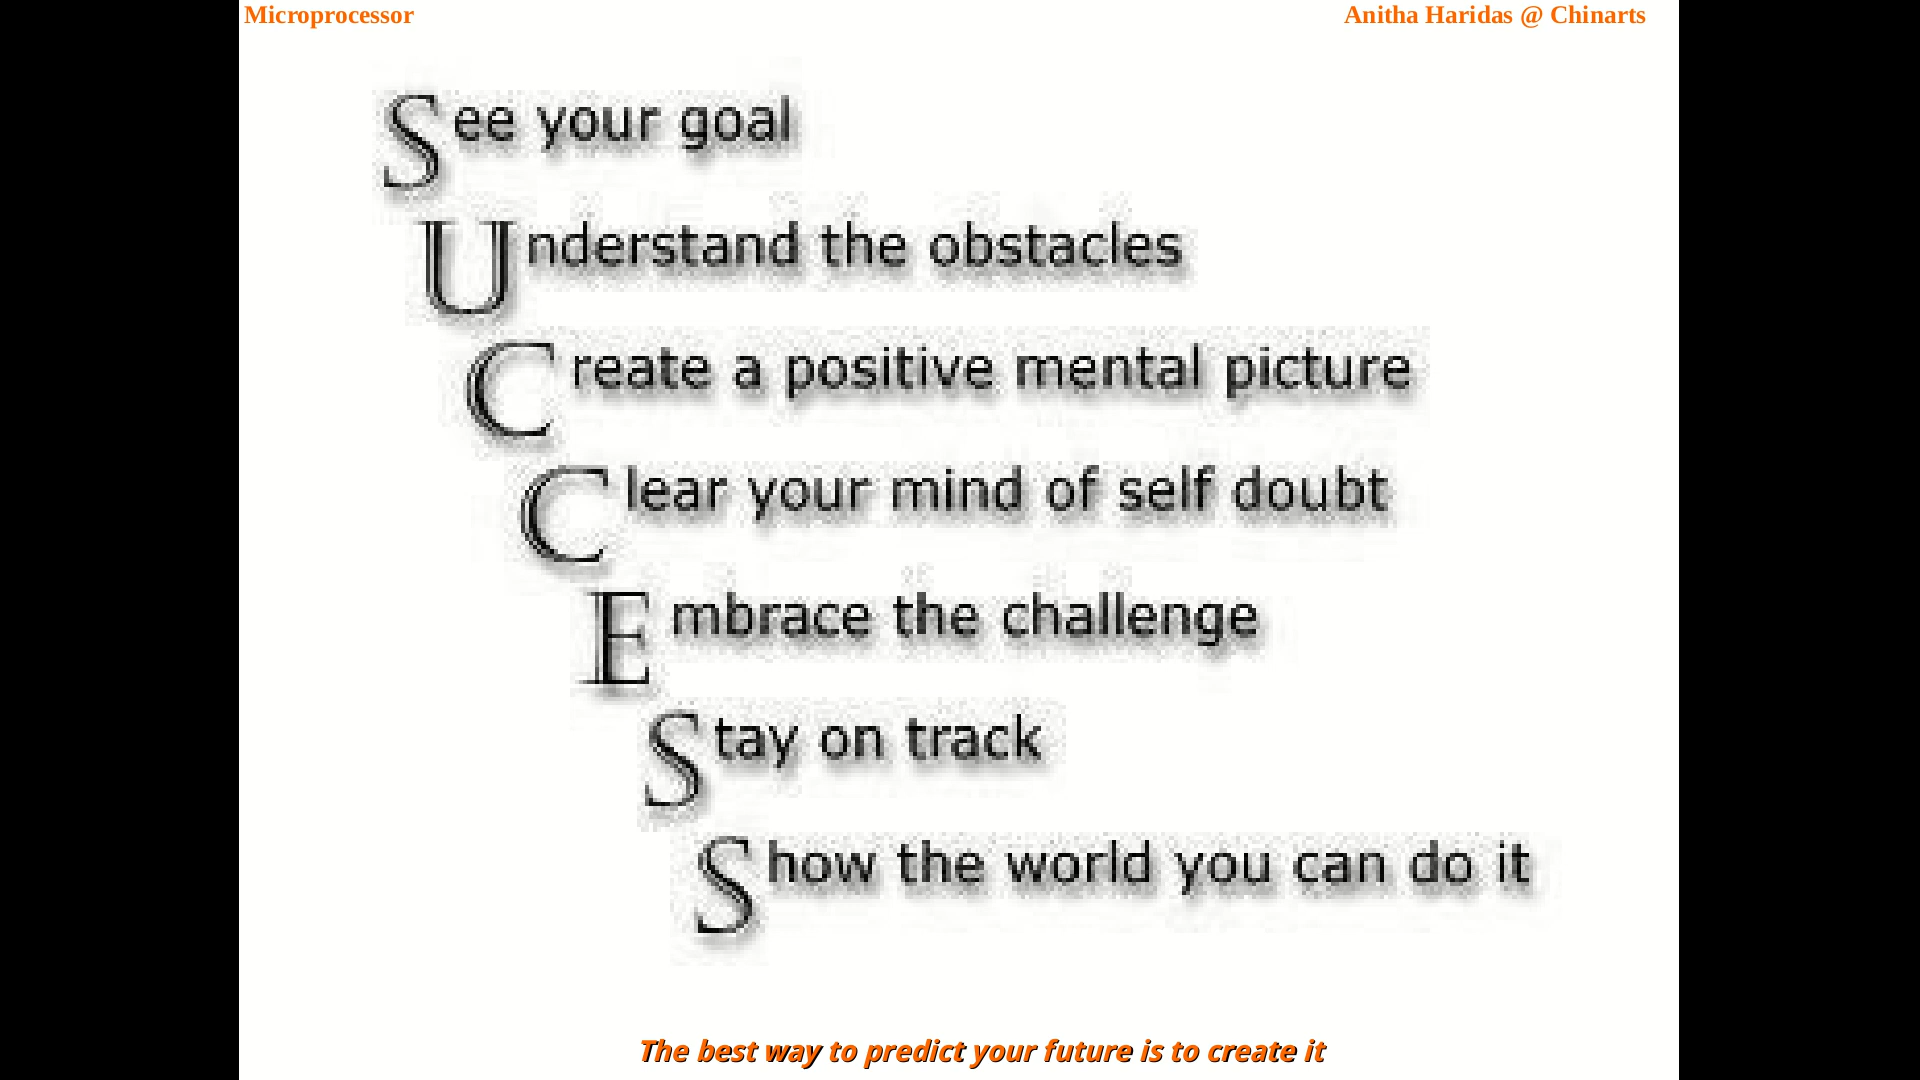 Microprocessor
Anitha Haridas @ Chinarts
See your goal
Understand the obstacles
Create a positive mental picture
Clear your mind of self doubt
Embrace the challenge
Stay on track
Show the world you can do it
The best way to predict your future is to create it